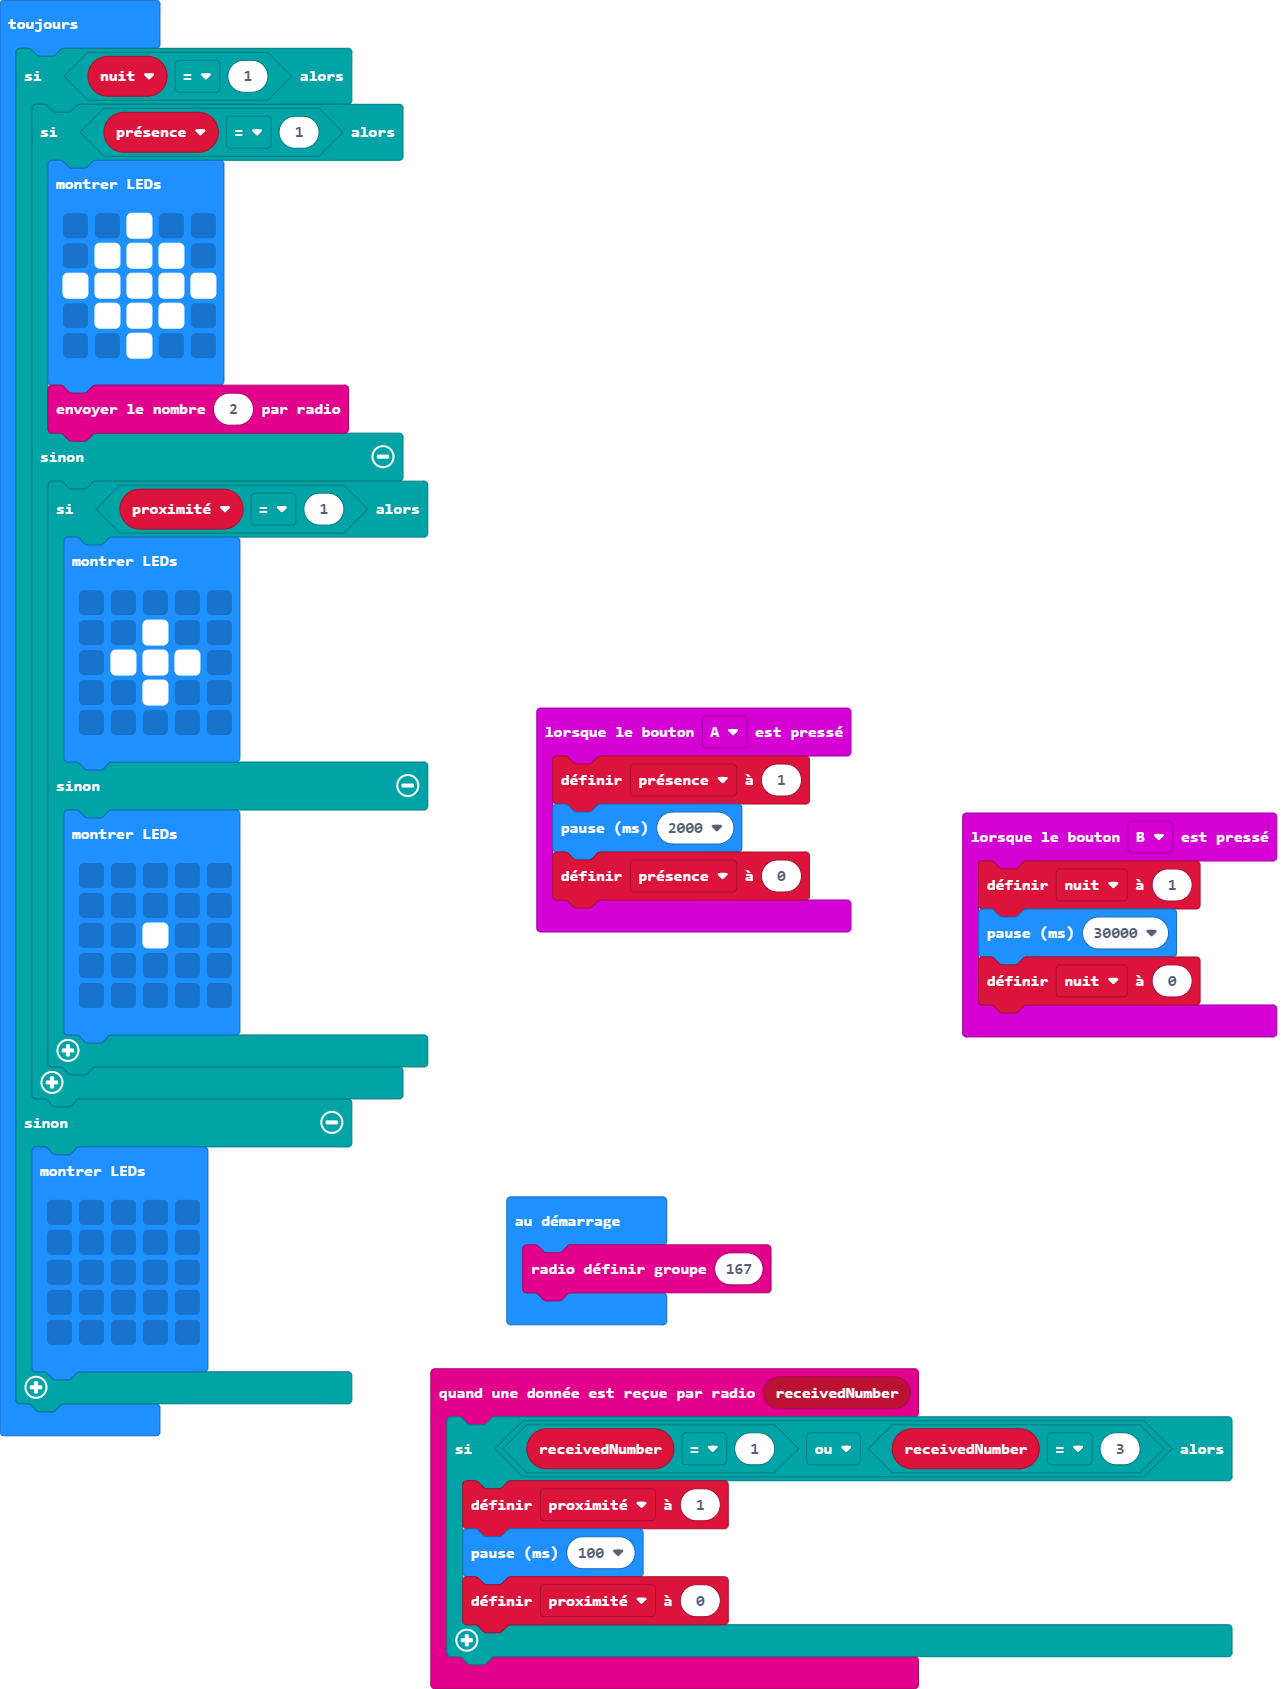 toujours
si nuit = 1 alors
si présence = 1 alors
montrer LEDs
envoyer le nombre 2 par radio
sinon
si proximité = 1 alors
montrer LEDs
sinon
montrer LEDs
sinon
montrer LEDs
lorsque le bouton A est pressé
définir présence à 1
pause (ms) 2000
définir présence à 0
lorsque le bouton B est pressé
définir nuit à 1
pause (ms) 30000
définir nuit à 0
au démarrage
radio définir groupe 167
quand une donnée est reçue par radio receivedNumber
si receivedNumber = 1 ou receivedNumber = 3 alors
définir proximité à 1
pause (ms) 100
définir proximité à 0